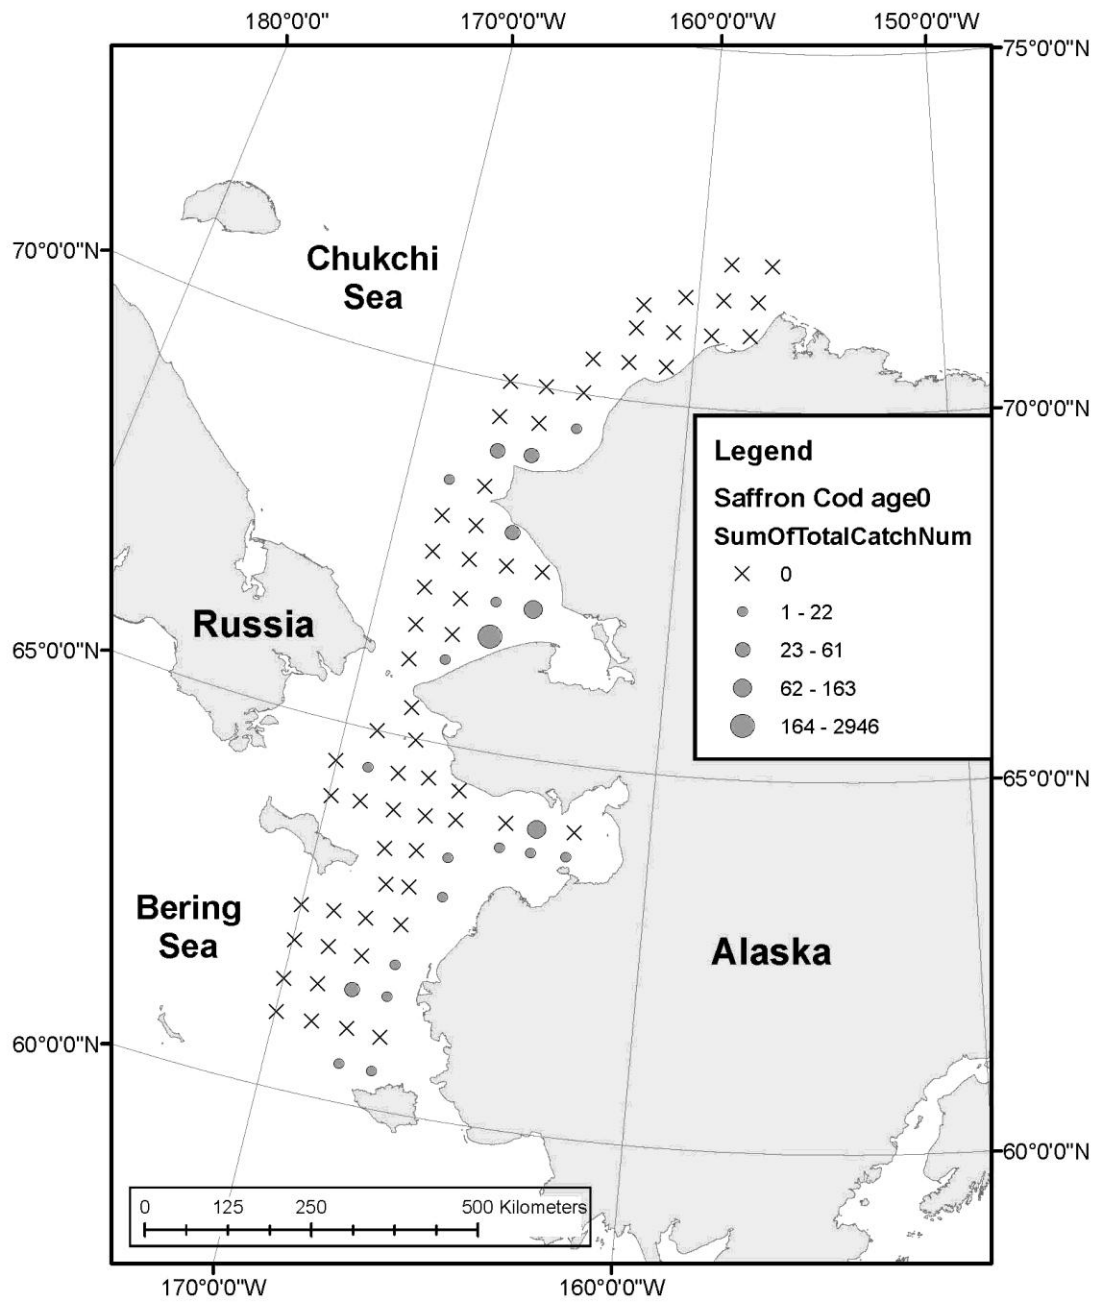 180°0'0" 170°0'0"W 160°0'0"W 150°0'0"W
75°0'0"N
70°0'0"N
Chukchi
Sea
70°0'0"N
Legend
Saffron Cod age0
SumOfTotalCatchNum
0
1 - 22
23 - 61
62 - 163
164 - 2946
Russia
65°0'0"N
65°0'0"N
Bering
Sea
Alaska
60°0'0"N
60°0'0"N
0 125 250 500 Kilometers
170°0'0"W 160°0'0"W